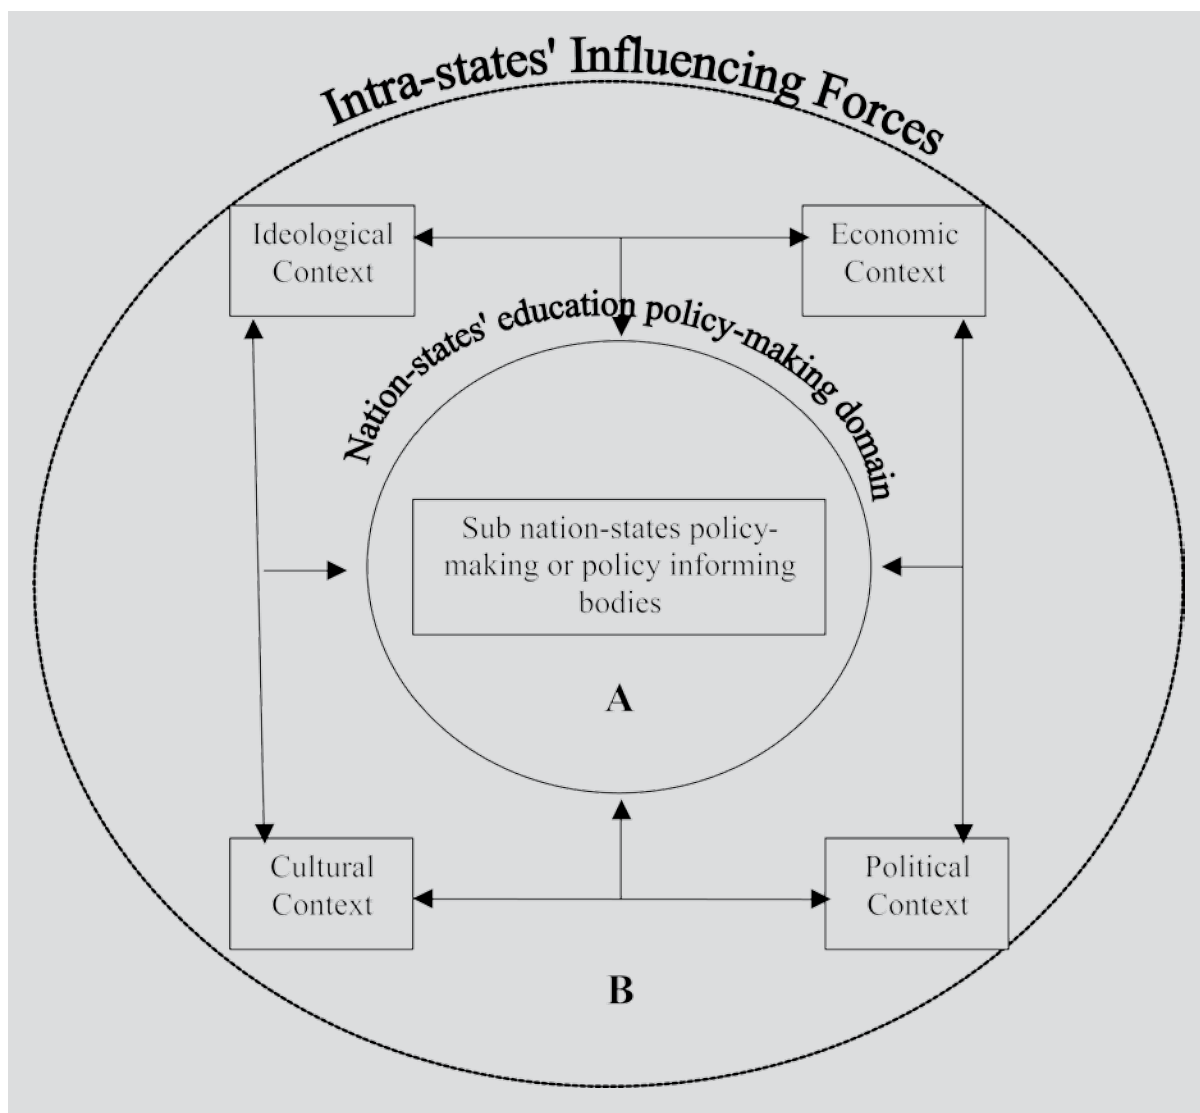 Intra-states' Influencing Forces
Ideological
Context
Economic
Context
Nation-states' education policy-making domain
Sub nation-states policy-
making or policy informing
bodies
A
Cultural
Context
Political
Context
B